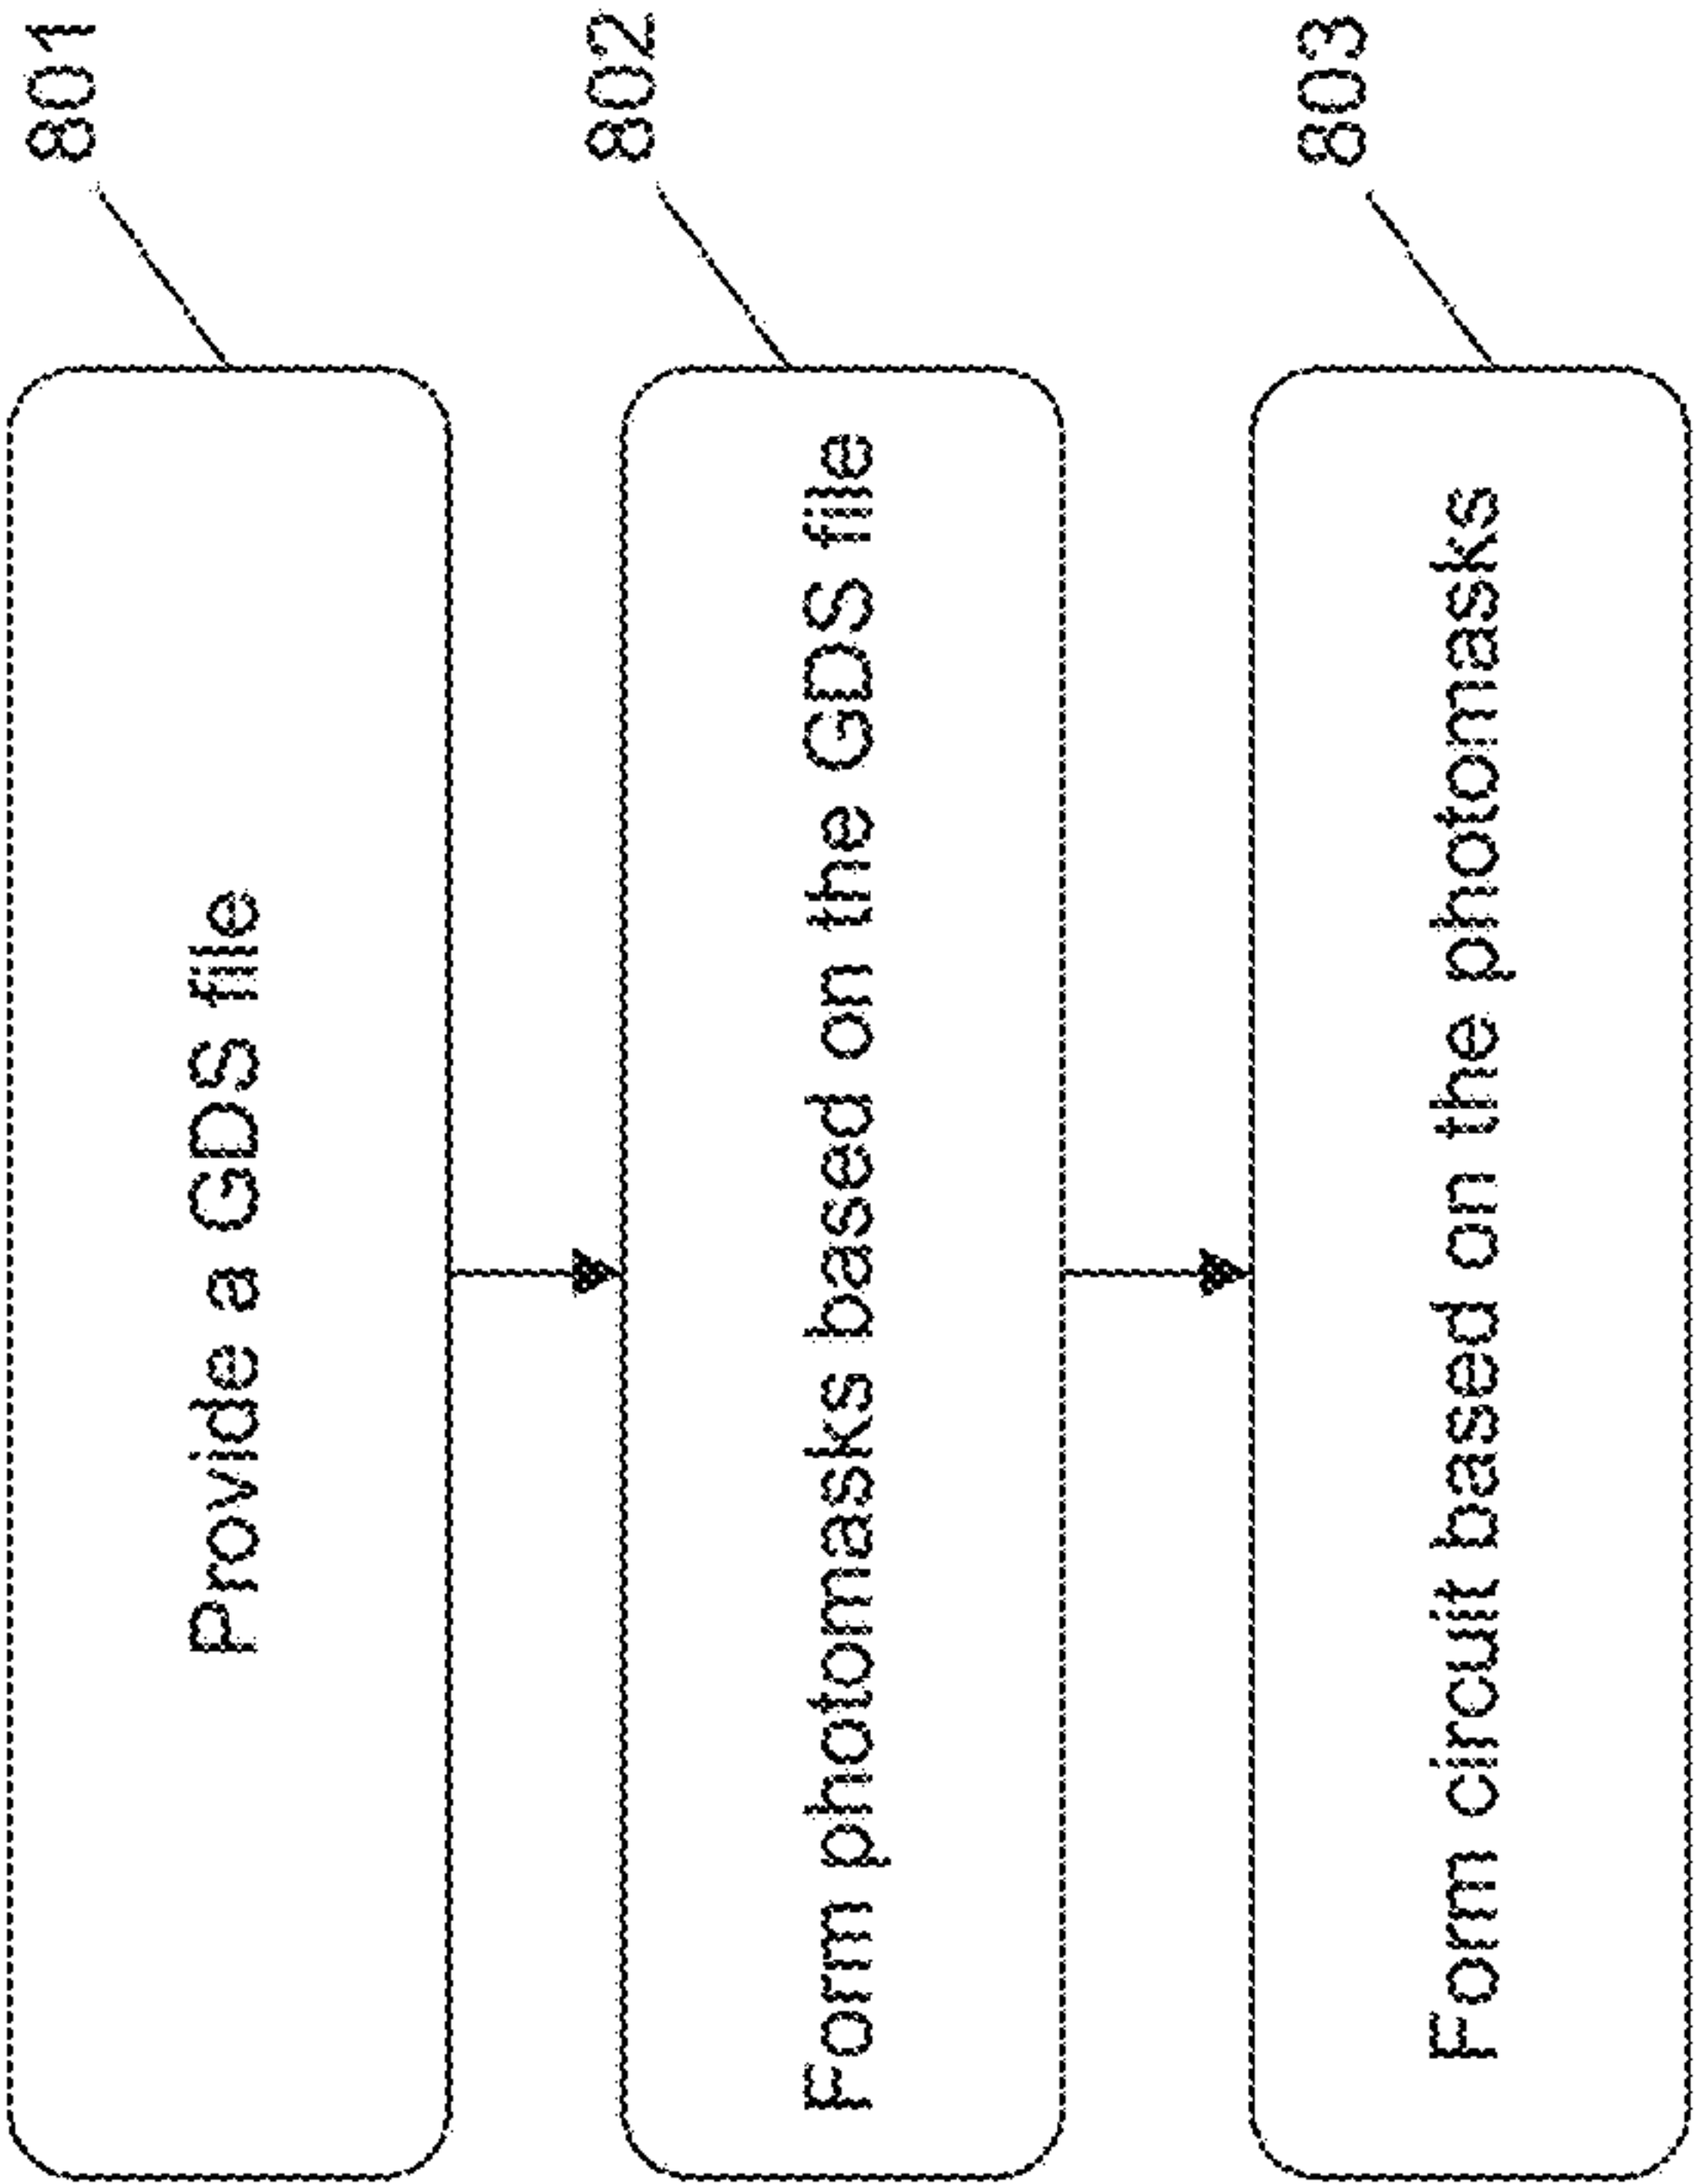 801
Provide a GDS file
802
Form photomasks based on the GDS file
803
Form circuit based on the photomasks